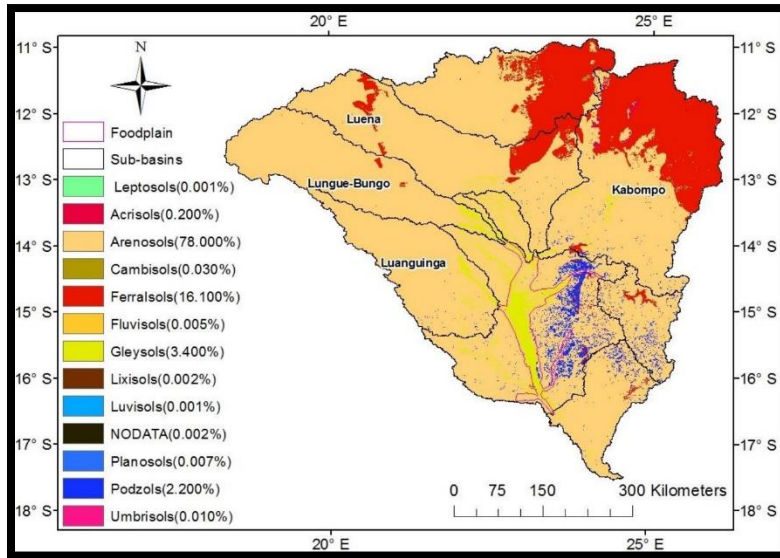 20° E 25° E
11° S 11° S
N
12° S 12° S
Luena
Foodplain
Sub-basins
13° S 13° S
Leptosols(0.001%)
Lungue-Bungo Kabompo
Acrisols(0.200%)
14° S 14° S
Arenosols(78.000%)
Luanguinga
Cambisols(0.030%)
15° S 15° S
Ferralsols(16.100%)
Fluvisols(0.005%)
Gleysols(3.400%)
16° S 16° S
Lixisols(0.002%)
Luvisols(0.001%)
17° S 17° S
NODATA(0.002%)
Planosols(0.007%)
Podzols(2.200%)
0 75 150 300 Kilometers
18° S 18° S
Umbrisols(0.010%)
20° E 25° E